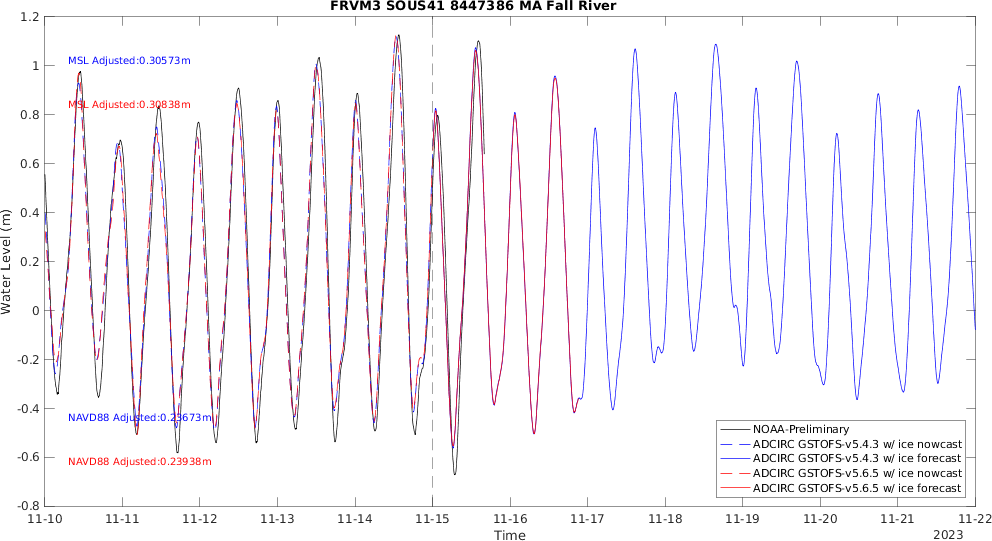 FRVM3 SOUS41 8447386 MA Fall River
1.2
1
0.8
0.6
0.4
0.2
0
-0.2
-0.4
-0.6
-0.8
Water Level (m)
MSL Adjusted:0.30573m
MSL Adjusted:0.30838m
NAVD88 Adjusted:0.23673m
NAVD88 Adjusted:0.23938m
NOAA-Preliminary
ADCIRC GSTOFS-v5.4.3 w/ ice nowcast
ADCIRC GSTOFS-v5.4.3 w/ ice forecast
ADCIRC GSTOFS-v5.6.5 w/ ice nowcast
ADCIRC GSTOFS-v5.6.5 w/ ice forecast
11-10 11-11 11-12 11-13 11-14 11-15 11-16 11-17 11-18 11-19 11-20 11-21 11-22
Time
2023